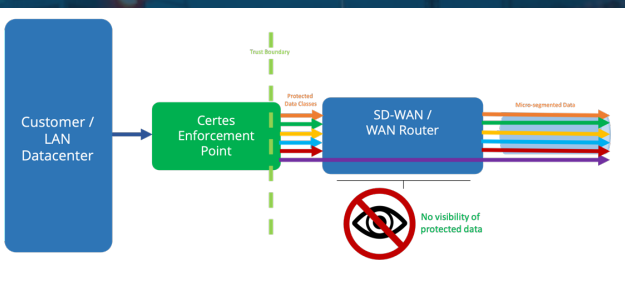 Trust Boundary
Protected
Data Classes
Micro-segmented Data
Customer /
LAN
Datacenter
Certes
Enforcement
Point
SD-WAN /
WAN Router
No visibility of
protected data